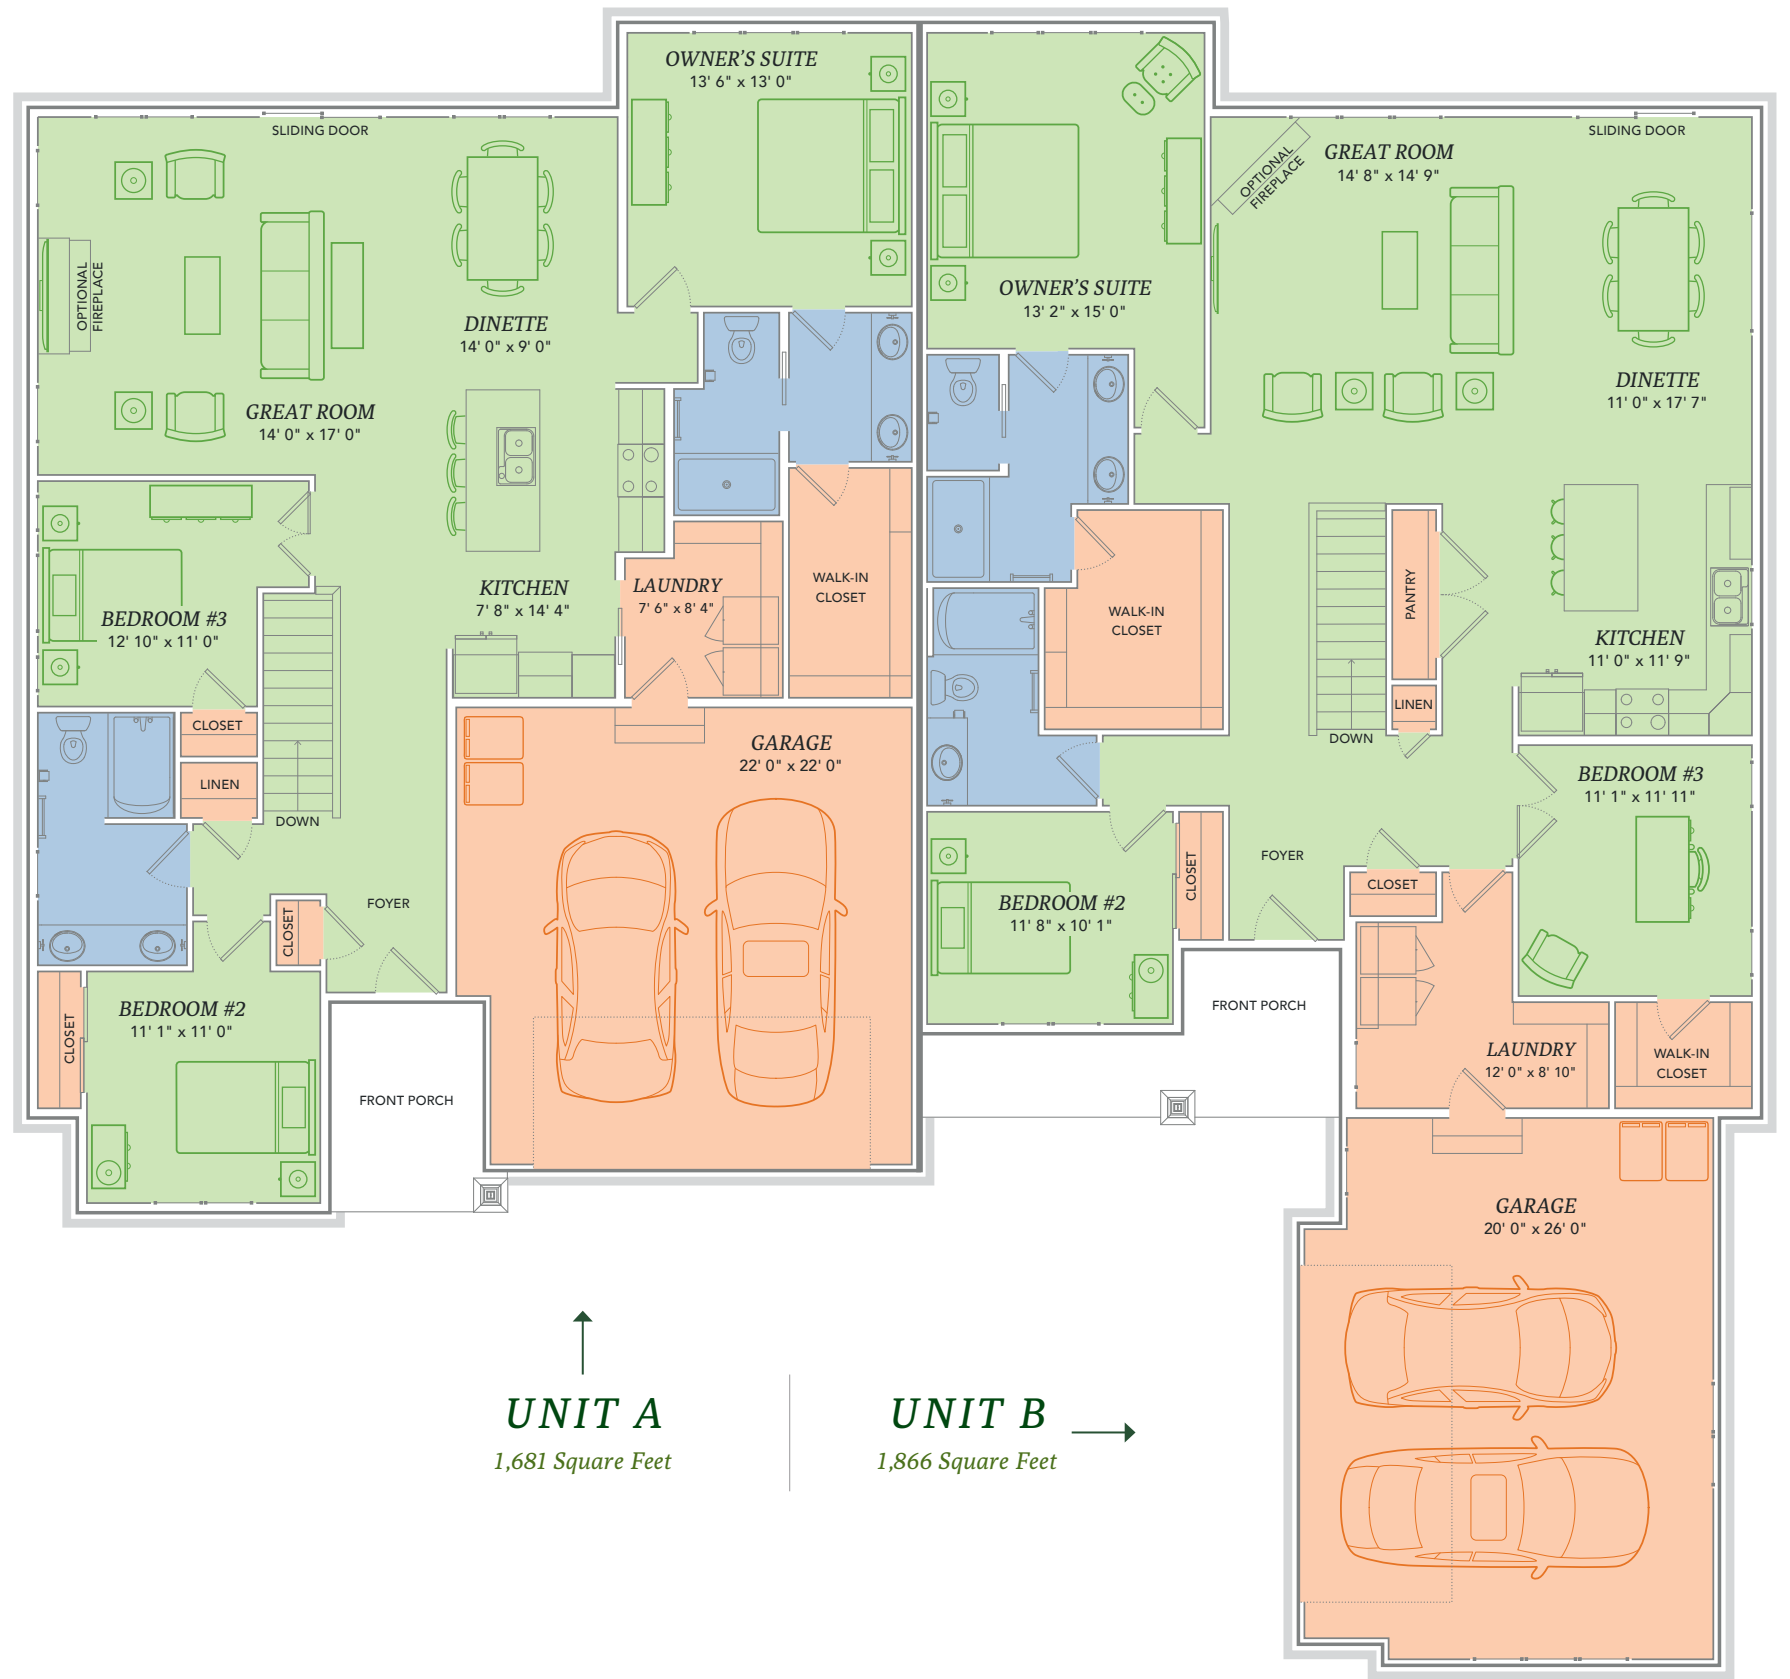 OWNER'S SUITE
13' 6" x 13' 0"
SLIDING DOOR
OPTIONAL
FIREPLACE
DINETTE
14' 0" x 9' 0"
GREAT ROOM
14' 0" x 17' 0"
KITCHEN
7' 8" x 14' 4"
LAUNDRY
7' 6" x 8' 4"
WALK-IN
CLOSET
BEDROOM #3
12' 10" x 11' 0"
CLOSET
LINEN
DOWN
GARAGE
22' 0" x 22' 0"
FOYER
CLOSET
BEDROOM #2
11' 1" x 11' 0"
CLOSET
FRONT PORCH
OWNER'S SUITE
13' 2" x 15' 0"
OPTIONAL
FIREPLACE
GREAT ROOM
14' 8" x 14' 9"
SLIDING DOOR
DINETTE
11' 0" x 17' 7"
WALK-IN
CLOSET
PANTRY
KITCHEN
11' 0" x 11' 9"
LINEN
DOWN
BEDROOM #3
11' 1" x 11' 11"
FOYER
CLOSET
CLOSET
BEDROOM #2
11' 8" x 10' 1"
FRONT PORCH
LAUNDRY
12' 0" x 8' 10"
WALK-IN
CLOSET
GARAGE
20' 0" x 26' 0"
UNIT A
1,681 Square Feet
UNIT B
1,866 Square Feet